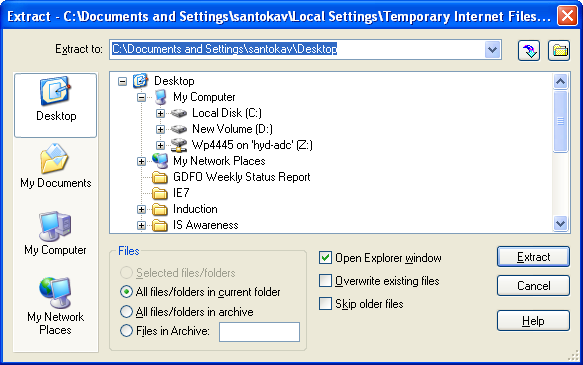 Extract - C:\Documents and Settings\santokav\Local Settings\Temporary Internet Files...
Extract to:
C:\Documents and Settings\santokav\Desktop
Desktop
My Documents
My Computer
My Network
Places
Desktop
My Computer
Local Disk (C:)
New Volume (D:)
Wp4445 on 'hyd-adc' (Z:)
My Network Places
GDFO Weekly Status Report
IE7
Induction
IS Awareness
Files
Selected files/folders
All files/folders in current folder
All files/folders in archive
Files in Archive:
Open Explorer window
Overwrite existing files
Skip older files
Extract
Cancel
Help